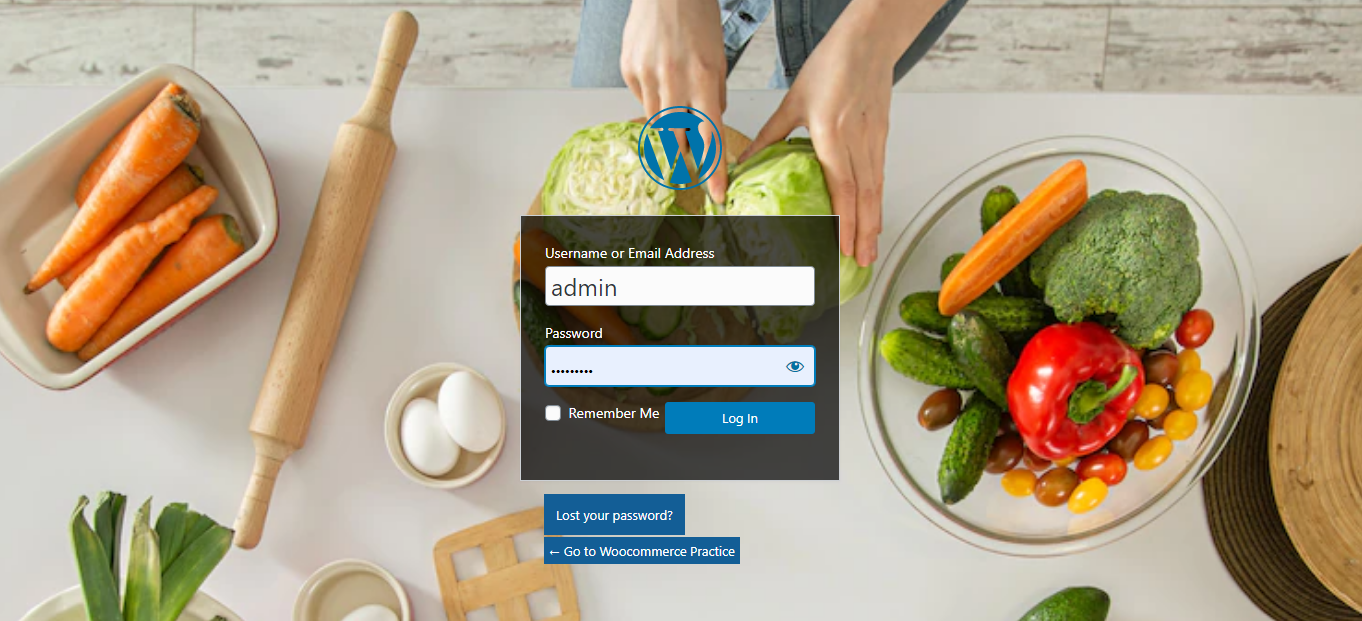 Username or Email Address
admin
Password
•••••••••
Remember Me
Log In
Lost your password?
← Go to Woocommerce Practice